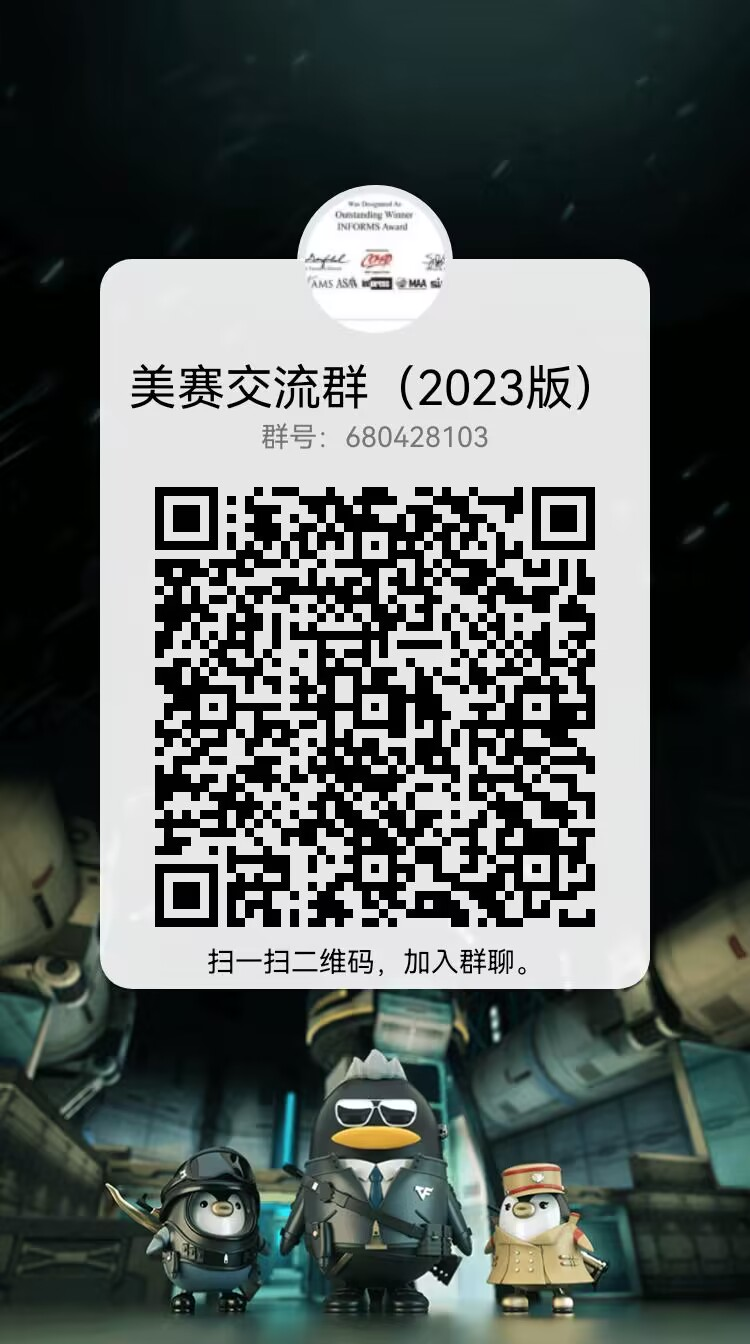 Was Designated As
Outstanding Winner
INFORMS Award
AMS ASA MAA
美赛交流群（2023版）
群号：680428103
扫一扫二维码，加入群聊。